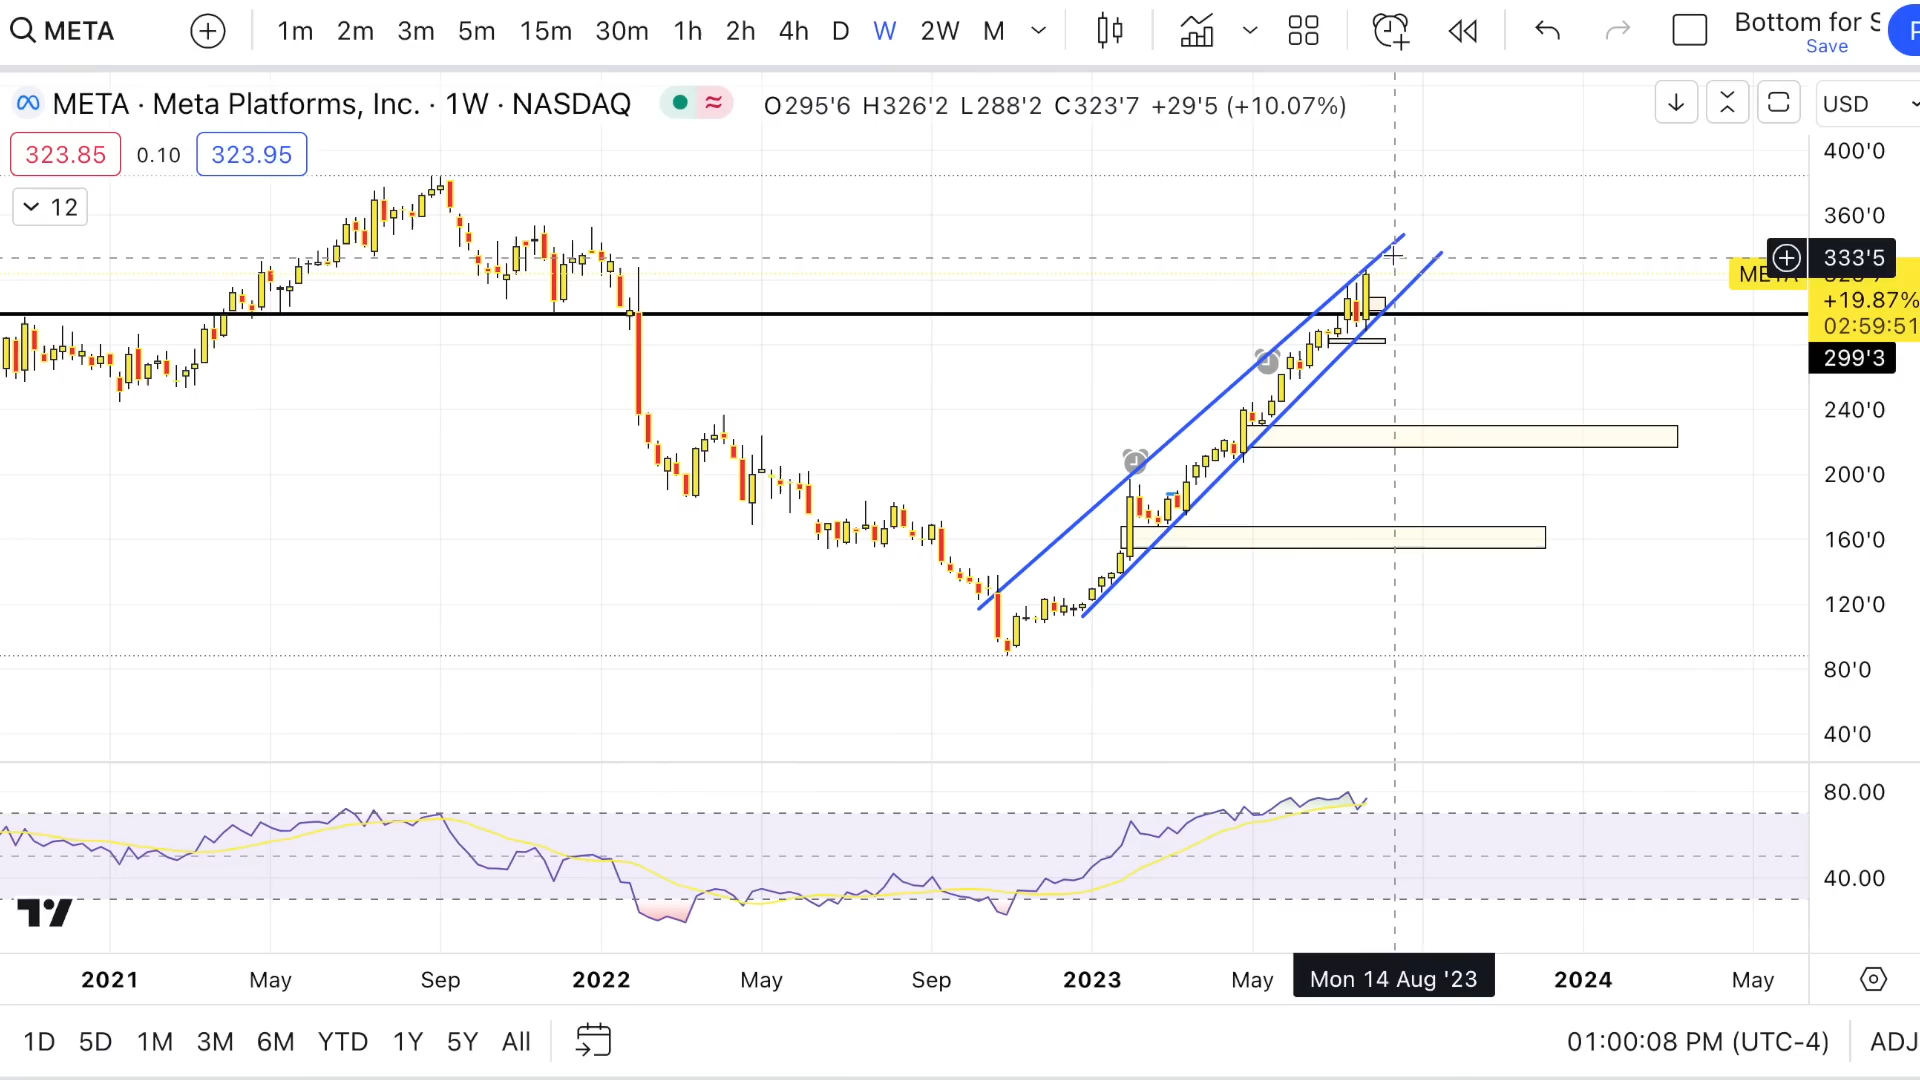 META 1m 2m 3m 5m 15m 30m 1h 2h 4h D W 2W M Bottom for S
Save
META · Meta Platforms, Inc. · 1W · NASDAQ O295'6 H326'2 L288'2 C323'7 +29'5 (+10.07%) USD
323.85 0.10 323.95
12
400'0
360'0
333'5
+19.87%
02:59:51
299'3
240'0
200'0
160'0
120'0
80'0
40'0
80.00
40.00
2021 May Sep 2022 May Sep 2023 May Mon 14 Aug '23 2024 May
1D 5D 1M 3M 6M YTD 1Y 5Y All 01:00:08 PM (UTC-4) ADJ